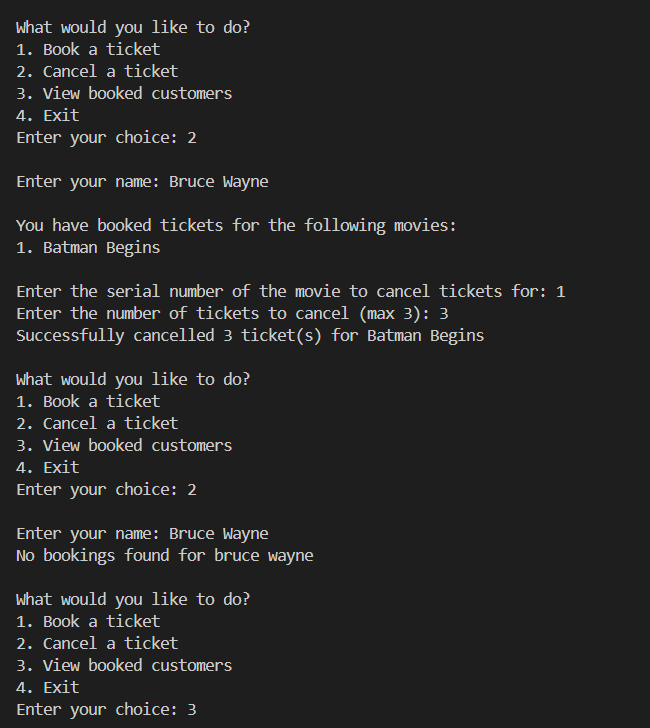 What would you like to do?
1. Book a ticket
2. Cancel a ticket
3. View booked customers
4. Exit
Enter your choice: 2
Enter your name: Bruce Wayne
You have booked tickets for the following movies:
1. Batman Begins
Enter the serial number of the movie to cancel tickets for: 1
Enter the number of tickets to cancel (max 3): 3
Successfully cancelled 3 ticket(s) for Batman Begins
What would you like to do?
1. Book a ticket
2. Cancel a ticket
3. View booked customers
4. Exit
Enter your choice: 2
Enter your name: Bruce Wayne
No bookings found for bruce wayne
What would you like to do?
1. Book a ticket
2. Cancel a ticket
3. View booked customers
4. Exit
Enter your choice: 3